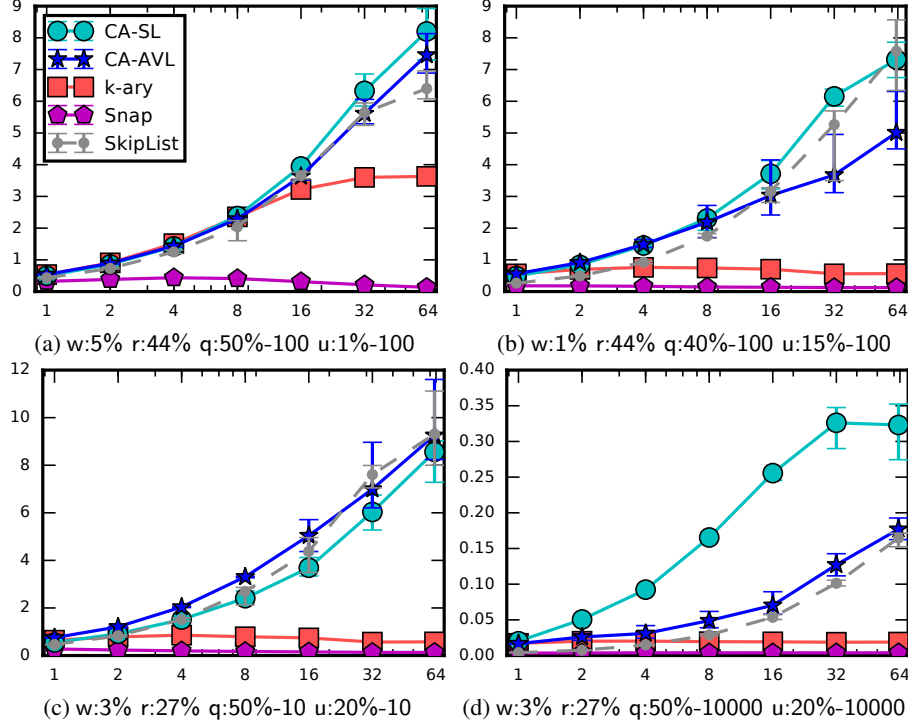 9
8
7
6
5
4
3
2
1
0
CA-SL
CA-AVL
k-ary
Snap
SkipList
1 2 4 8 16 32 64
(a) w:5% r:44% q:50%-100 u:1%-100
9
8
7
6
5
4
3
2
1
0
1 2 4 8 16 32 64
(b) w:1% r:44% q:40%-100 u:15%-100
12
10
8
6
4
2
0
1 2 4 8 16 32 64
(c) w:3% r:27% q:50%-10 u:20%-10
0.40
0.35
0.30
0.25
0.20
0.15
0.10
0.05
0.00
1 2 4 8 16 32 64
(d) w:3% r:27% q:50%-10000 u:20%-10000